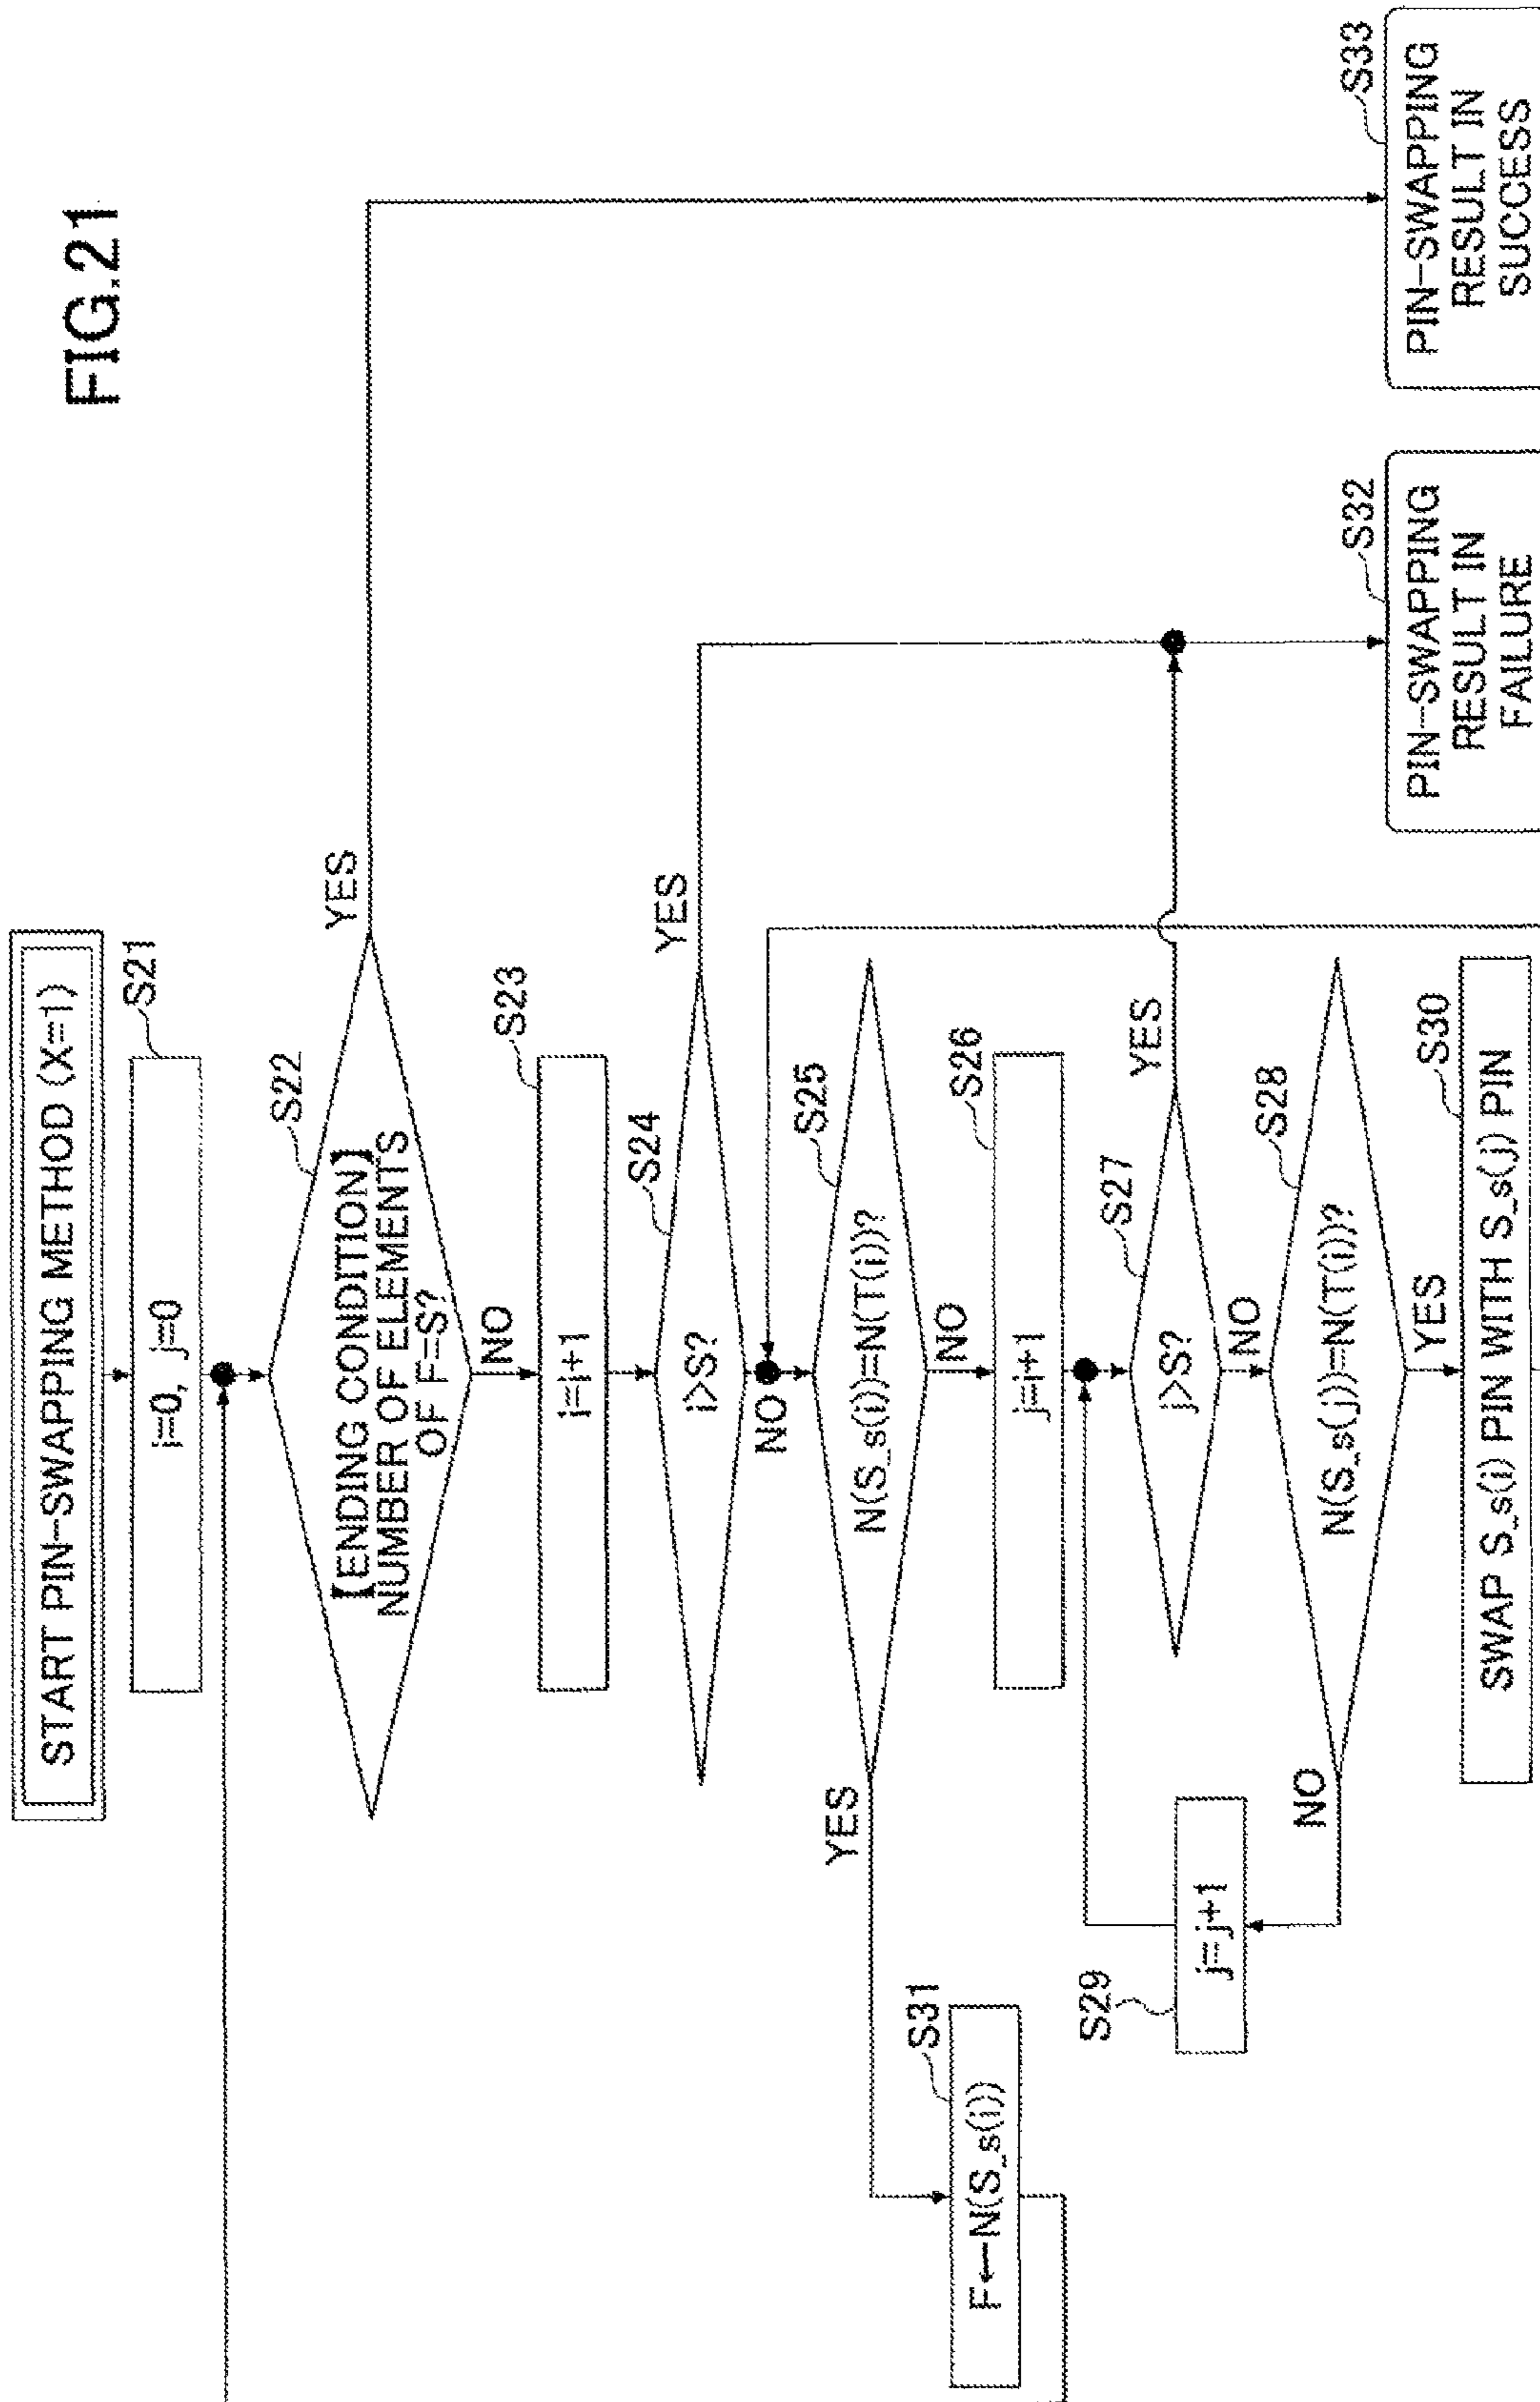 FIG.21
START PIN-SWAPPING METHOD (X=1)
S21
i=0, j=0
S22
【ENDING CONDITION】
NUMBER OF ELEMENTS
OF F=S?
YES
NO
S23
i=i+1
S24
i>S?
YES
NO
S25
N(S_s(i))=N(T(i))?
YES
NO
S31
F←N(S_s(i))
S26
j=i+1
S27
j>S?
YES
NO
S28
N(S_s(j))=N(T(i))?
NO
YES
S29
j=j+1
S30
SWAP S_s(i) PIN WITH S_s(j) PIN
S32
PIN-SWAPPING
RESULT IN
FAILURE
S33
PIN-SWAPPING
RESULT IN
SUCCESS